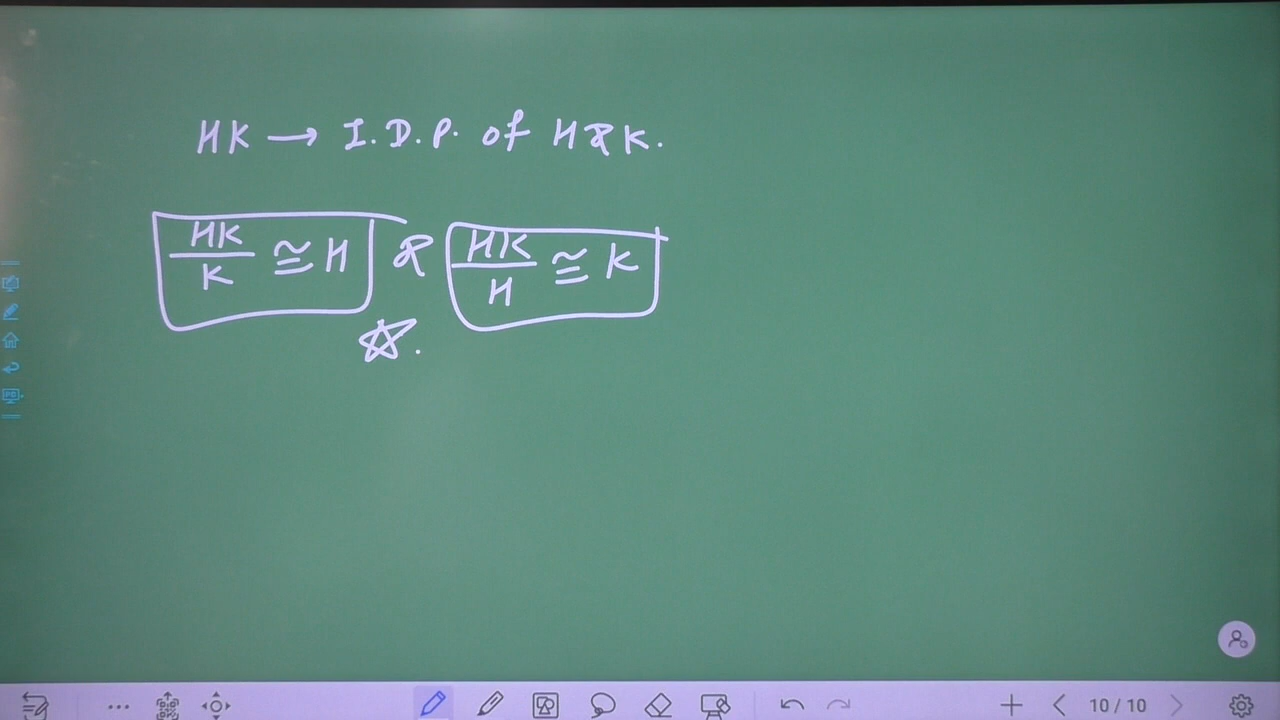 HK → I.D.P. of H & K.
HK/K ≅ H & HK/H ≅ K
☆.
10 / 10